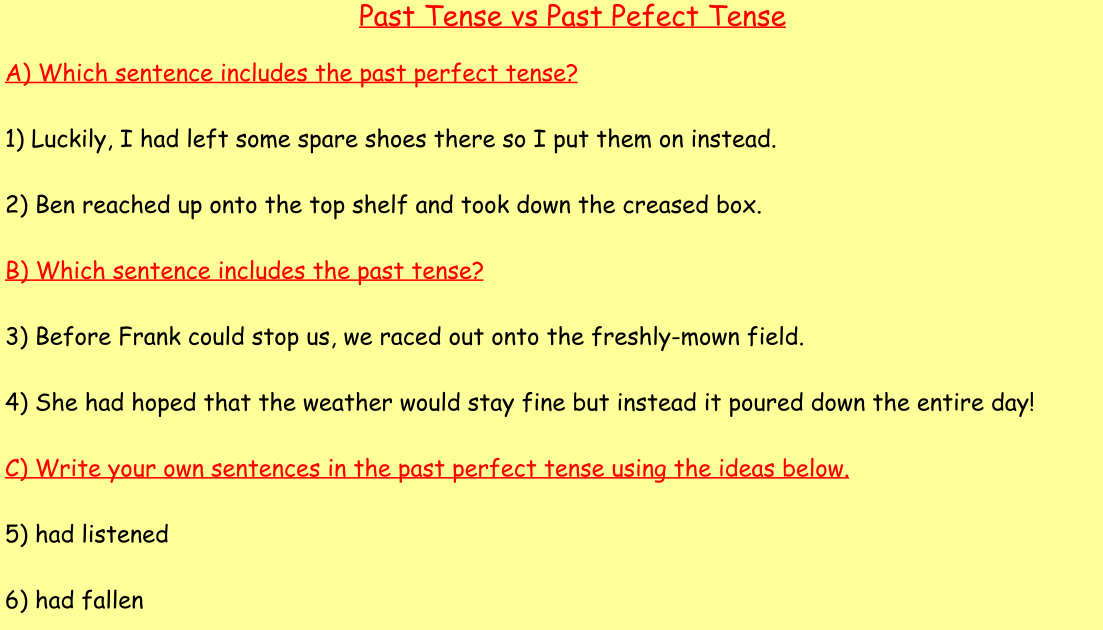 Past Tense vs Past Pefect Tense
A) Which sentence includes the past perfect tense?
1) Luckily, I had left some spare shoes there so I put them on instead.
2) Ben reached up onto the top shelf and took down the creased box.
B) Which sentence includes the past tense?
3) Before Frank could stop us, we raced out onto the freshly-mown field.
4) She had hoped that the weather would stay fine but instead it poured down the entire day!
C) Write your own sentences in the past perfect tense using the ideas below.
5) had listened
6) had fallen